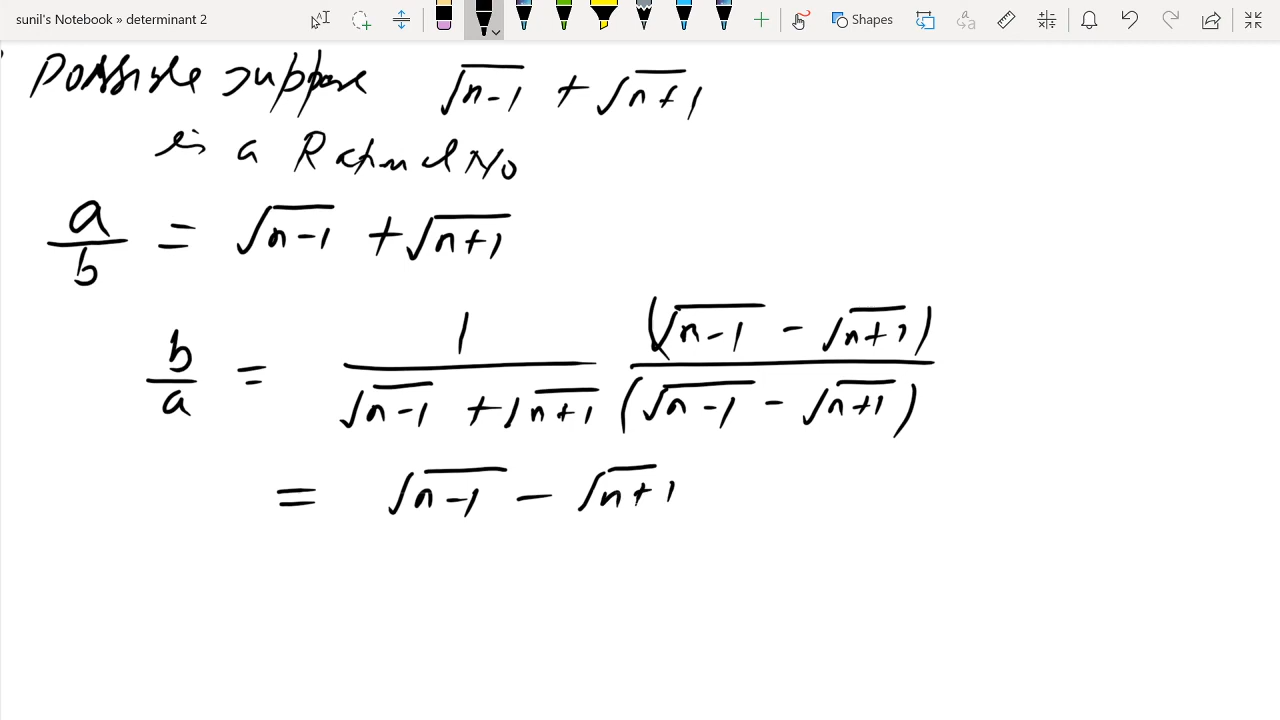 sunil's Notebook » determinant 2
Shapes
Possible suppose √(n-1) + √(n+1)
is a Rational No
a/b = √(n-1) + √(n+1)
b/a = 1/(√(n-1) + √(n+1)) (√(n-1) - √(n+1))/(√(n-1) - √(n+1))
= √(n-1) - √(n+1)